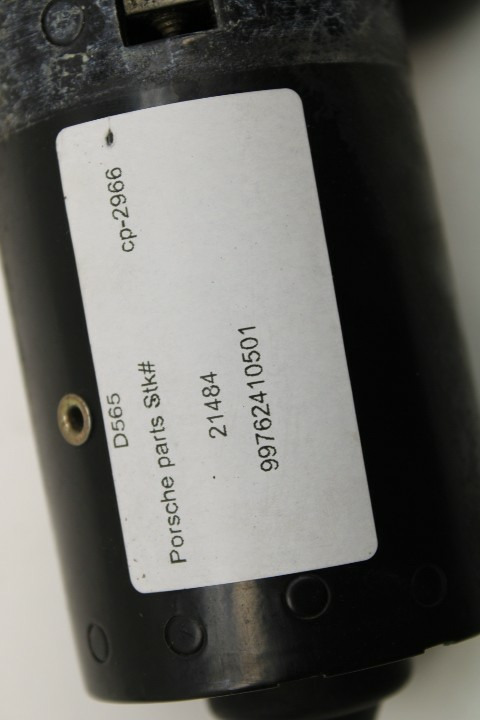 D565 cp-2966
Porsche parts Stk#
21484
99762410501